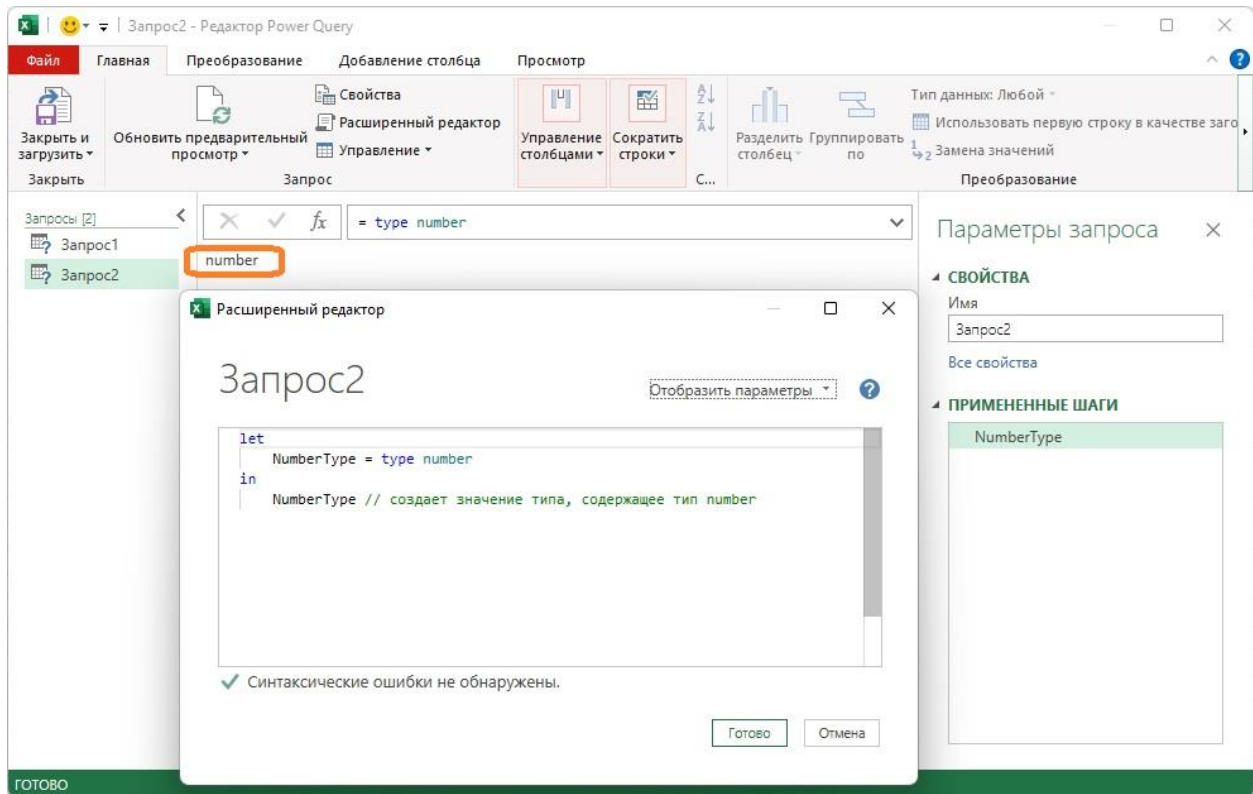 Запрос2 - Редактор Power Query
Файл Главная Преобразование Добавление столбца Просмотр
Закрыть и загрузить
Закрыть
Обновить предварительный просмотр
Свойства
Расширенный редактор
Управление
Запрос
Управление столбцами
Сократить строки
С...
Разделить столбец
Группировать по
Тип данных: Любой
Использовать первую строку в качестве заго
Замена значений
Преобразование
Запросы [2]
Запрос1
Запрос2
fx = type number
number
Расширенный редактор
Запрос2
Отобразить параметры
let
NumberType = type number
in
NumberType // создает значение типа, содержащее тип number
Синтаксические ошибки не обнаружены.
Готово Отмена
Параметры запроса
СВОЙСТВА
Имя
Запрос2
Все свойства
ПРИМЕНЕННЫЕ ШАГИ
NumberType
ГОТОВО